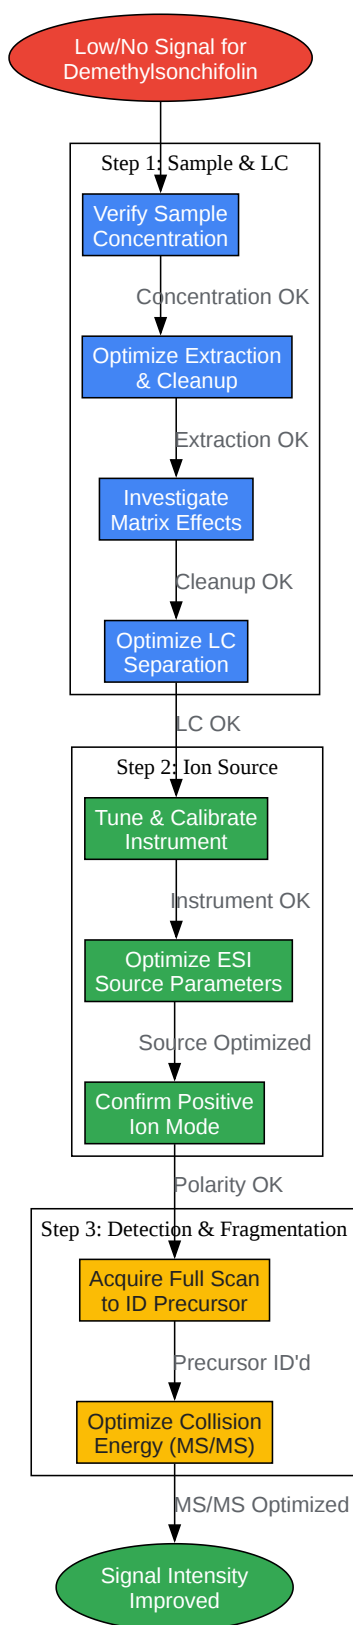 Low/No Signal for
Demethylsonchifolin
Step 1: Sample & LC
Verify Sample
Concentration
Concentration OK
Optimize Extraction
& Cleanup
Extraction OK
Investigate
Matrix Effects
Cleanup OK
Optimize LC
Separation
LC OK
Step 2: Ion Source
Tune & Calibrate
Instrument
Instrument OK
Optimize ESI
Source Parameters
Source Optimized
Confirm Positive
Ion Mode
Polarity OK
Step 3: Detection & Fragmentation
Acquire Full Scan
to ID Precursor
Precursor ID'd
Optimize Collision
Energy (MS/MS)
MS/MS Optimized
Signal Intensity
Improved